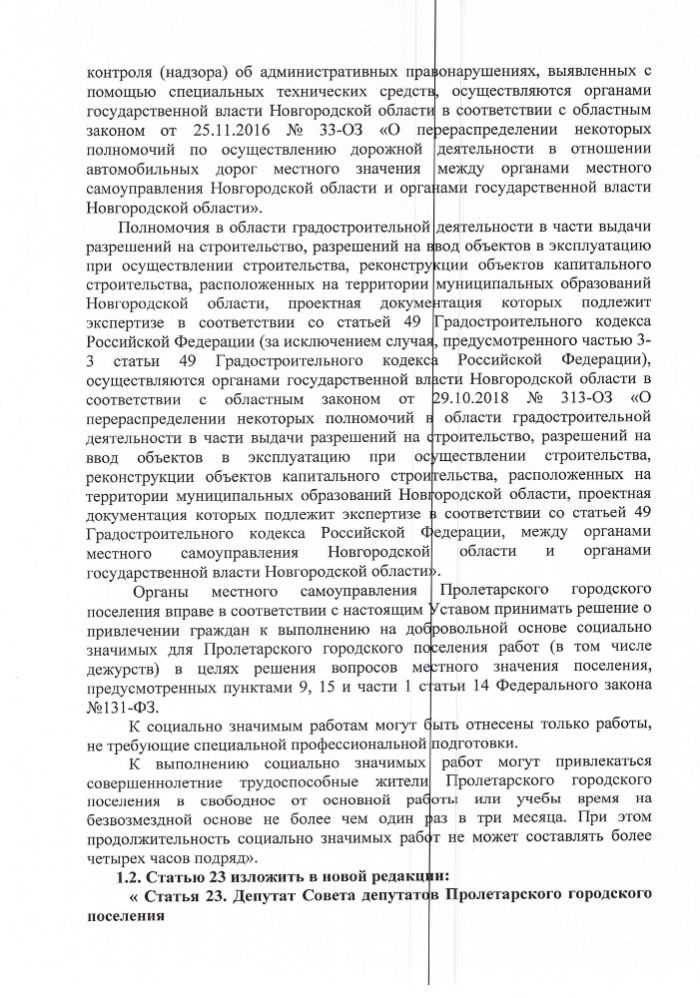 контроля (надзора) об административных правонарушениях, выявленных с
помощью специальных технических средств, осуществляются органами
государственной власти Новгородской области в соответствии с областным
законом от 25.11.2016 № 33-ОЗ «О перераспределении некоторых
полномочий по осуществлению дорожной деятельности в отношении
автомобильных дорог местного значения между органами местного
самоуправления Новгородской области и органами государственной власти
Новгородской области».
Полномочия в области градостроительной деятельности в части выдачи
разрешений на строительство, разрешений на ввод объектов в эксплуатацию
при осуществлении строительства, реконструкции объектов капитального
строительства, расположенных на территории муниципальных образований
Новгородской области, проектная документация которых подлежит
экспертизе в соответствии со статьей 49 Градостроительного кодекса
Российской Федерации (за исключением случая, предусмотренного частью 3-
3 статьи 49 Градостроительного кодекса Российской Федерации),
осуществляются органами государственной власти Новгородской области в
соответствии с областным законом от 29.10.2018 № 313-ОЗ «О
перераспределении некоторых полномочий в области градостроительной
деятельности в части выдачи разрешений на строительство, разрешений на
ввод объектов в эксплуатацию при осуществлении строительства,
реконструкции объектов капитального строительства, расположенных на
территории муниципальных образований Новгородской области, проектная
документация которых подлежит экспертизе в соответствии со статьей 49
Градостроительного кодекса Российской Федерации, между органами
местного самоуправления Новгородской области и органами
государственной власти Новгородской области».
Органы местного самоуправления Пролетарского городского
поселения вправе в соответствии с настоящим Уставом принимать решение о
привлечении граждан к выполнению на добровольной основе социально
значимых для Пролетарского городского поселения работ (в том числе
дежурств) в целях решения вопросов местного значения поселения,
предусмотренных пунктами 9, 15 и части 1 статьи 14 Федерального закона
№131-ФЗ.
К социально значимым работам могут быть отнесены только работы,
не требующие специальной профессиональной подготовки.
К выполнению социально значимых работ могут привлекаться
совершеннолетние трудоспособные жители Пролетарского городского
поселения в свободное от основной работы или учебы время на
безвозмездной основе не более чем один раз в три месяца. При этом
продолжительность социально значимых работ не может составлять более
четырех часов подряд».
1.2. Статью 23 изложить в новой редакции:
« Статья 23. Депутат Совета депутатов Пролетарского городского
поселения